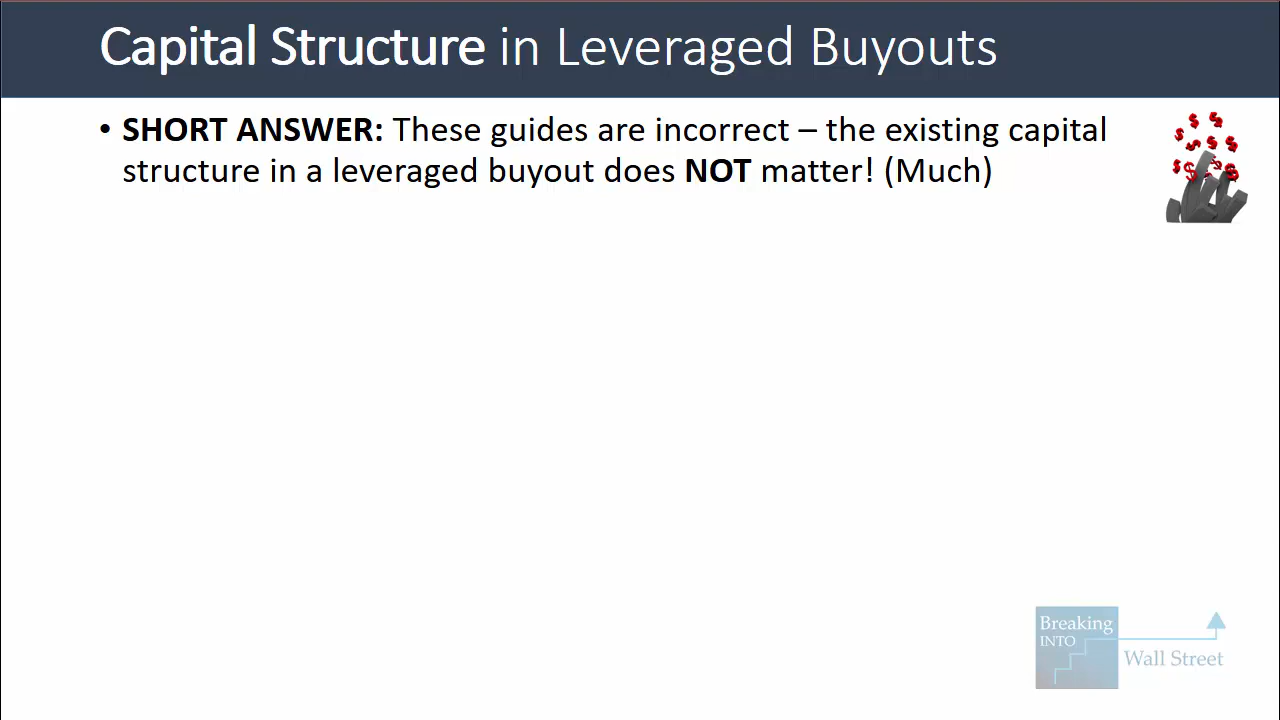 Capital Structure in Leveraged Buyouts
• SHORT ANSWER: These guides are incorrect – the existing capital
structure in a leveraged buyout does NOT matter! (Much)
Breaking
INTO
Wall Street